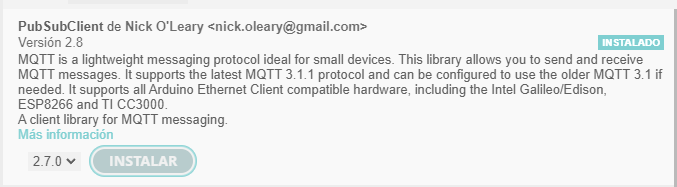 PubSubClient de Nick O'Leary <nick.oleary@gmail.com>
Versión 2.8 INSTALADO
MQTT is a lightweight messaging protocol ideal for small devices. This library allows you to send and receive
MQTT messages. It supports the latest MQTT 3.1.1 protocol and can be configured to use the older MQTT 3.1 if
needed. It supports all Arduino Ethernet Client compatible hardware, including the Intel Galileo/Edison,
ESP8266 and TI CC3000.
A client library for MQTT messaging.
Más información
2.7.0 INSTALAR